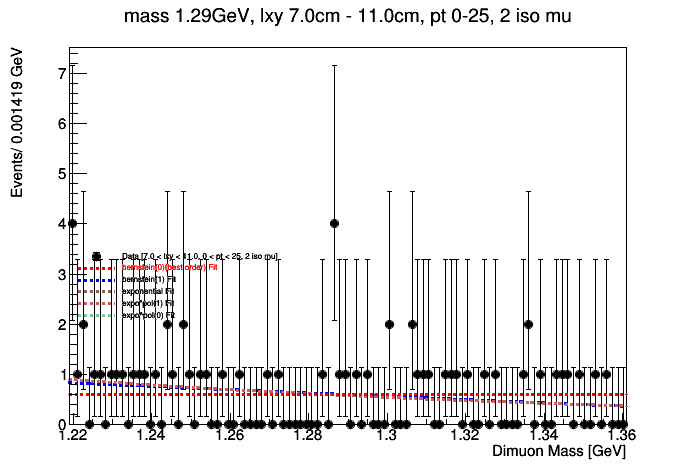 mass 1.29GeV, lxy 7.0cm - 11.0cm, pt 0-25, 2 iso mu
Events/ 0.001419 GeV
7
6
5
4
3
2
1
0
Data [7.0 < lxy < 11.0, 0 < pt < 25, 2 iso mu]
bernstein[0](best order) Fit
bernstein[1] Fit
exponential Fit
expo*pol(1) Fit
expo*pol(0) Fit
1.22 1.24 1.26 1.28 1.3 1.32 1.34 1.36
Dimuon Mass [GeV]